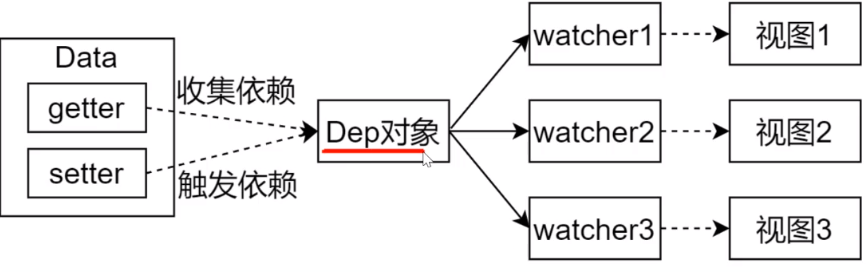 Data
getter
setter
收集依赖
触发依赖
Dep对象
watcher1
视图1
watcher2
视图2
watcher3
视图3